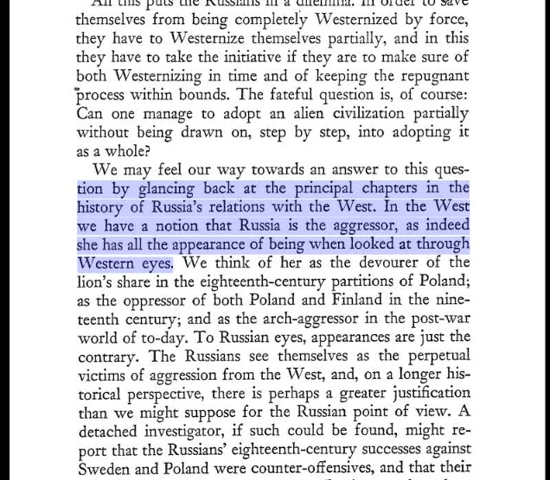 All this puts the Russians in a dilemma. In order to save
themselves from being completely Westernized by force,
they have to Westernize themselves partially, and in this
they have to take the initiative if they are to make sure of
both Westernizing in time and of keeping the repugnant
process within bounds. The fateful question is, of course:
Can one manage to adopt an alien civilization partially
without being drawn on, step by step, into adopting it
as a whole?
We may feel our way towards an answer to this ques-
tion by glancing back at the principal chapters in the
history of Russia's relations with the West. In the West
we have a notion that Russia is the aggressor, as indeed
she has all the appearance of being when looked at through
Western eyes. We think of her as the devourer of the
lion's share in the eighteenth-century partitions of Poland;
as the oppressor of both Poland and Finland in the nine-
teenth century; and as the arch-aggressor in the post-war
world of to-day. To Russian eyes, appearances are just the
contrary. The Russians see themselves as the perpetual
victims of aggression from the West, and, on a longer his-
torical perspective, there is perhaps a greater justification
than we might suppose for the Russian point of view. A
detached investigator, if such could be found, might re-
port that the Russians' eighteenth-century successes against
Sweden and Poland were counter-offensives, and that their